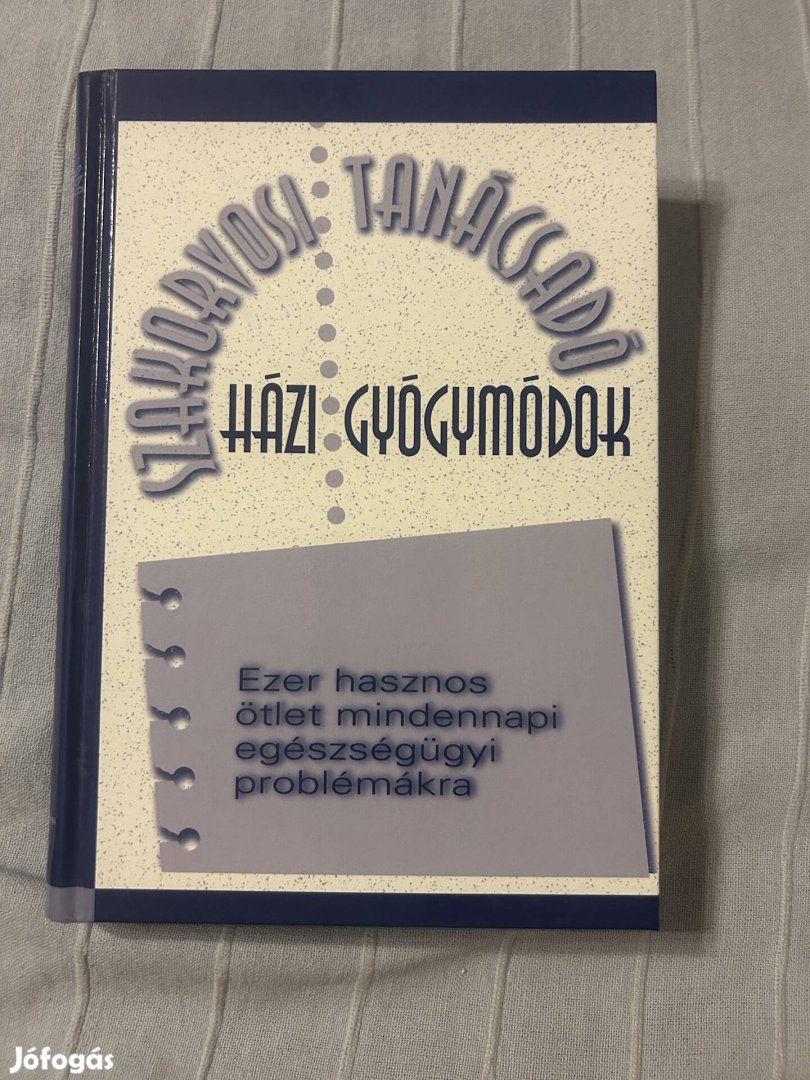 SZAKORVOSI TANÁCSADÓ
HÁZI GYÓGYMÓDOK
Ezer hasznos
ötlet mindennapi
egészségügyi
problémákra
Jófogás